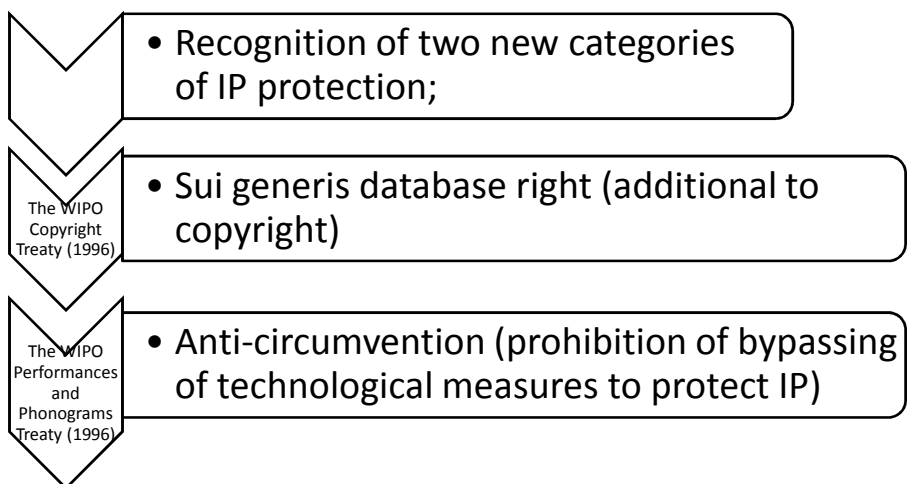 • Recognition of two new categories
of IP protection;
The WIPO
Copyright
Treaty (1996)
• Sui generis database right (additional to
copyright)
The WIPO
Performances
and
Phonograms
Treaty (1996)
• Anti-circumvention (prohibition of bypassing
of technological measures to protect IP)